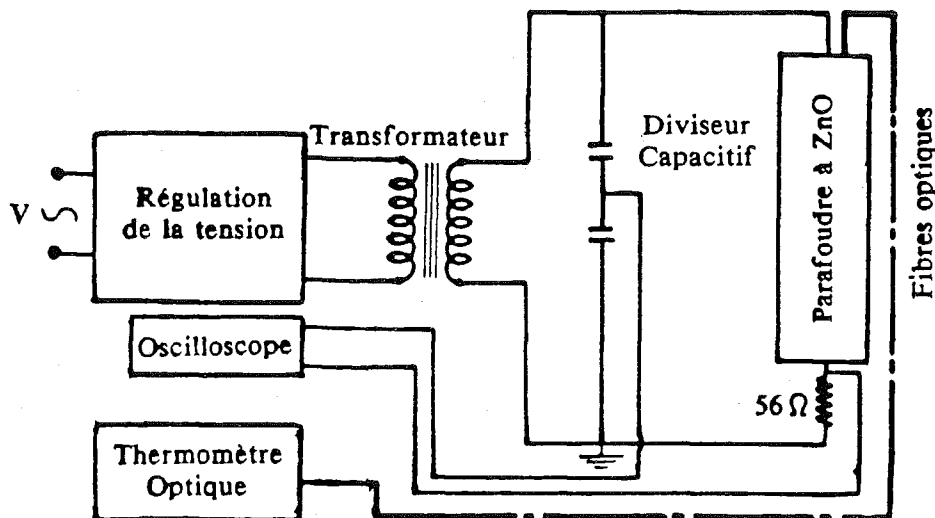 Transformateur
Diviseur
Capacitif
Parafoudre à ZnO
Fibres optiques
V
Régulation
de la tension
Oscilloscope
56 Ω
Thermomètre
Optique